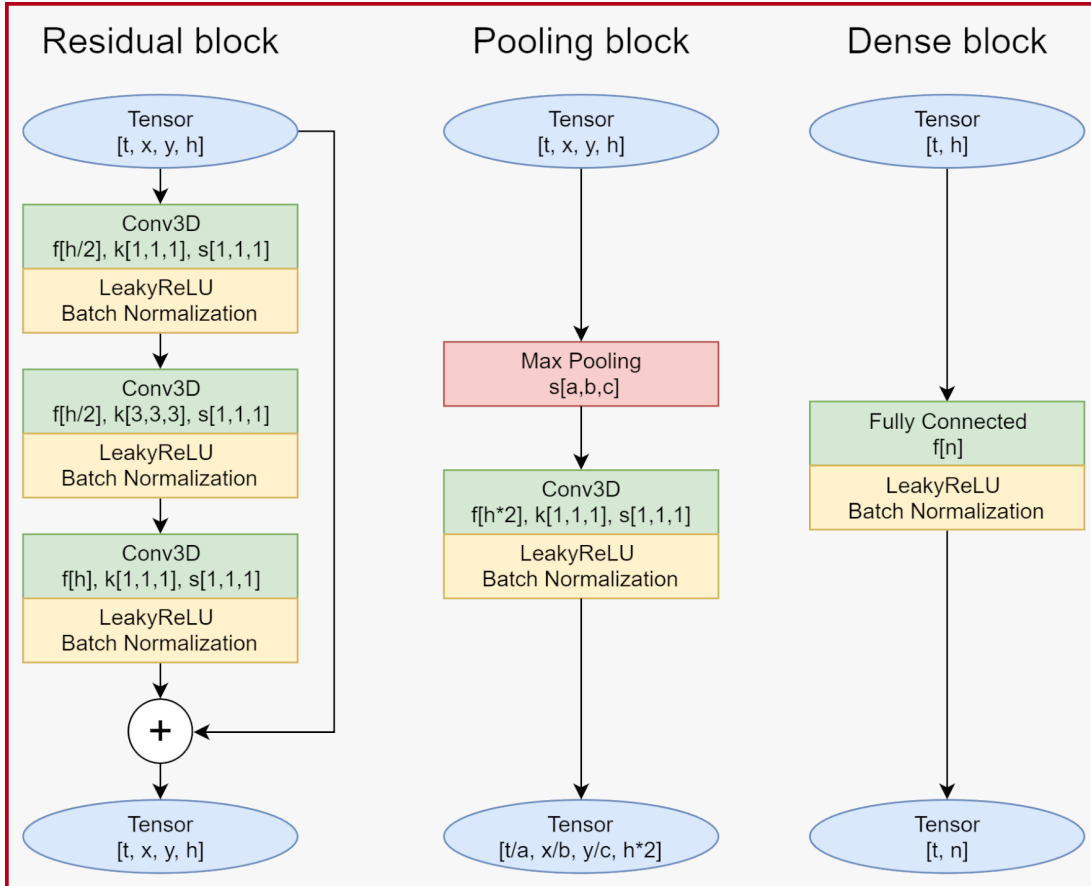 Residual block
Tensor
[t, x, y, h]
Conv3D
f[h/2], k[1,1,1], s[1,1,1]
LeakyReLU
Batch Normalization
Conv3D
f[h/2], k[3,3,3], s[1,1,1]
LeakyReLU
Batch Normalization
Conv3D
f[h], k[1,1,1], s[1,1,1]
LeakyReLU
Batch Normalization
+
Tensor
[t, x, y, h]
Pooling block
Tensor
[t, x, y, h]
Max Pooling
s[a,b,c]
Conv3D
f[h*2], k[1,1,1], s[1,1,1]
LeakyReLU
Batch Normalization
Tensor
[t/a, x/b, y/c, h*2]
Dense block
Tensor
[t, h]
Fully Connected
f[n]
LeakyReLU
Batch Normalization
Tensor
[t, n]